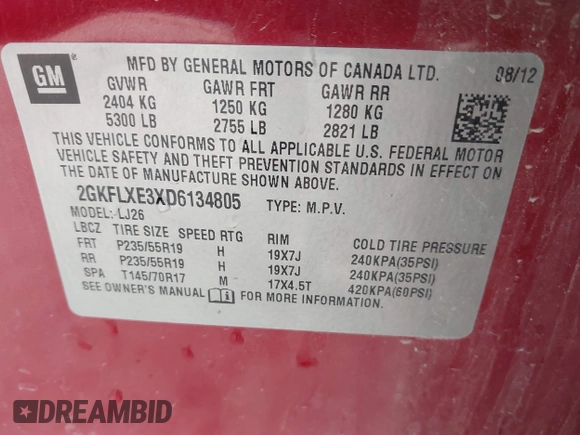 GM
MFD BY GENERAL MOTORS OF CANADA LTD. 08/12
GVWR GAWR FRT GAWR RR
2404 KG 1250 KG 1280 KG
5300 LB 2755 LB 2821 LB
THIS VEHICLE CONFORMS TO ALL APPLICABLE U.S. FEDERAL MOTOR
VEHICLE SAFETY AND THEFT PREVENTION STANDARDS IN EFFECT ON
THE DATE OF MANUFACTURE SHOWN ABOVE.
2GKFLXE3XD6134805 TYPE: M.P.V.
MODEL: LJ26
LBCZ TIRE SIZE SPEED RTG RIM COLD TIRE PRESSURE
FRT P235/55R19 H 19X7J 240KPA(35PSI)
RR P235/55R19 H 19X7J 240KPA(35PSI)
SPA T145/70R17 M 17X4.5T 420KPA(60PSI)
SEE OWNER'S MANUAL FOR MORE INFORMATION.
DREAMBID